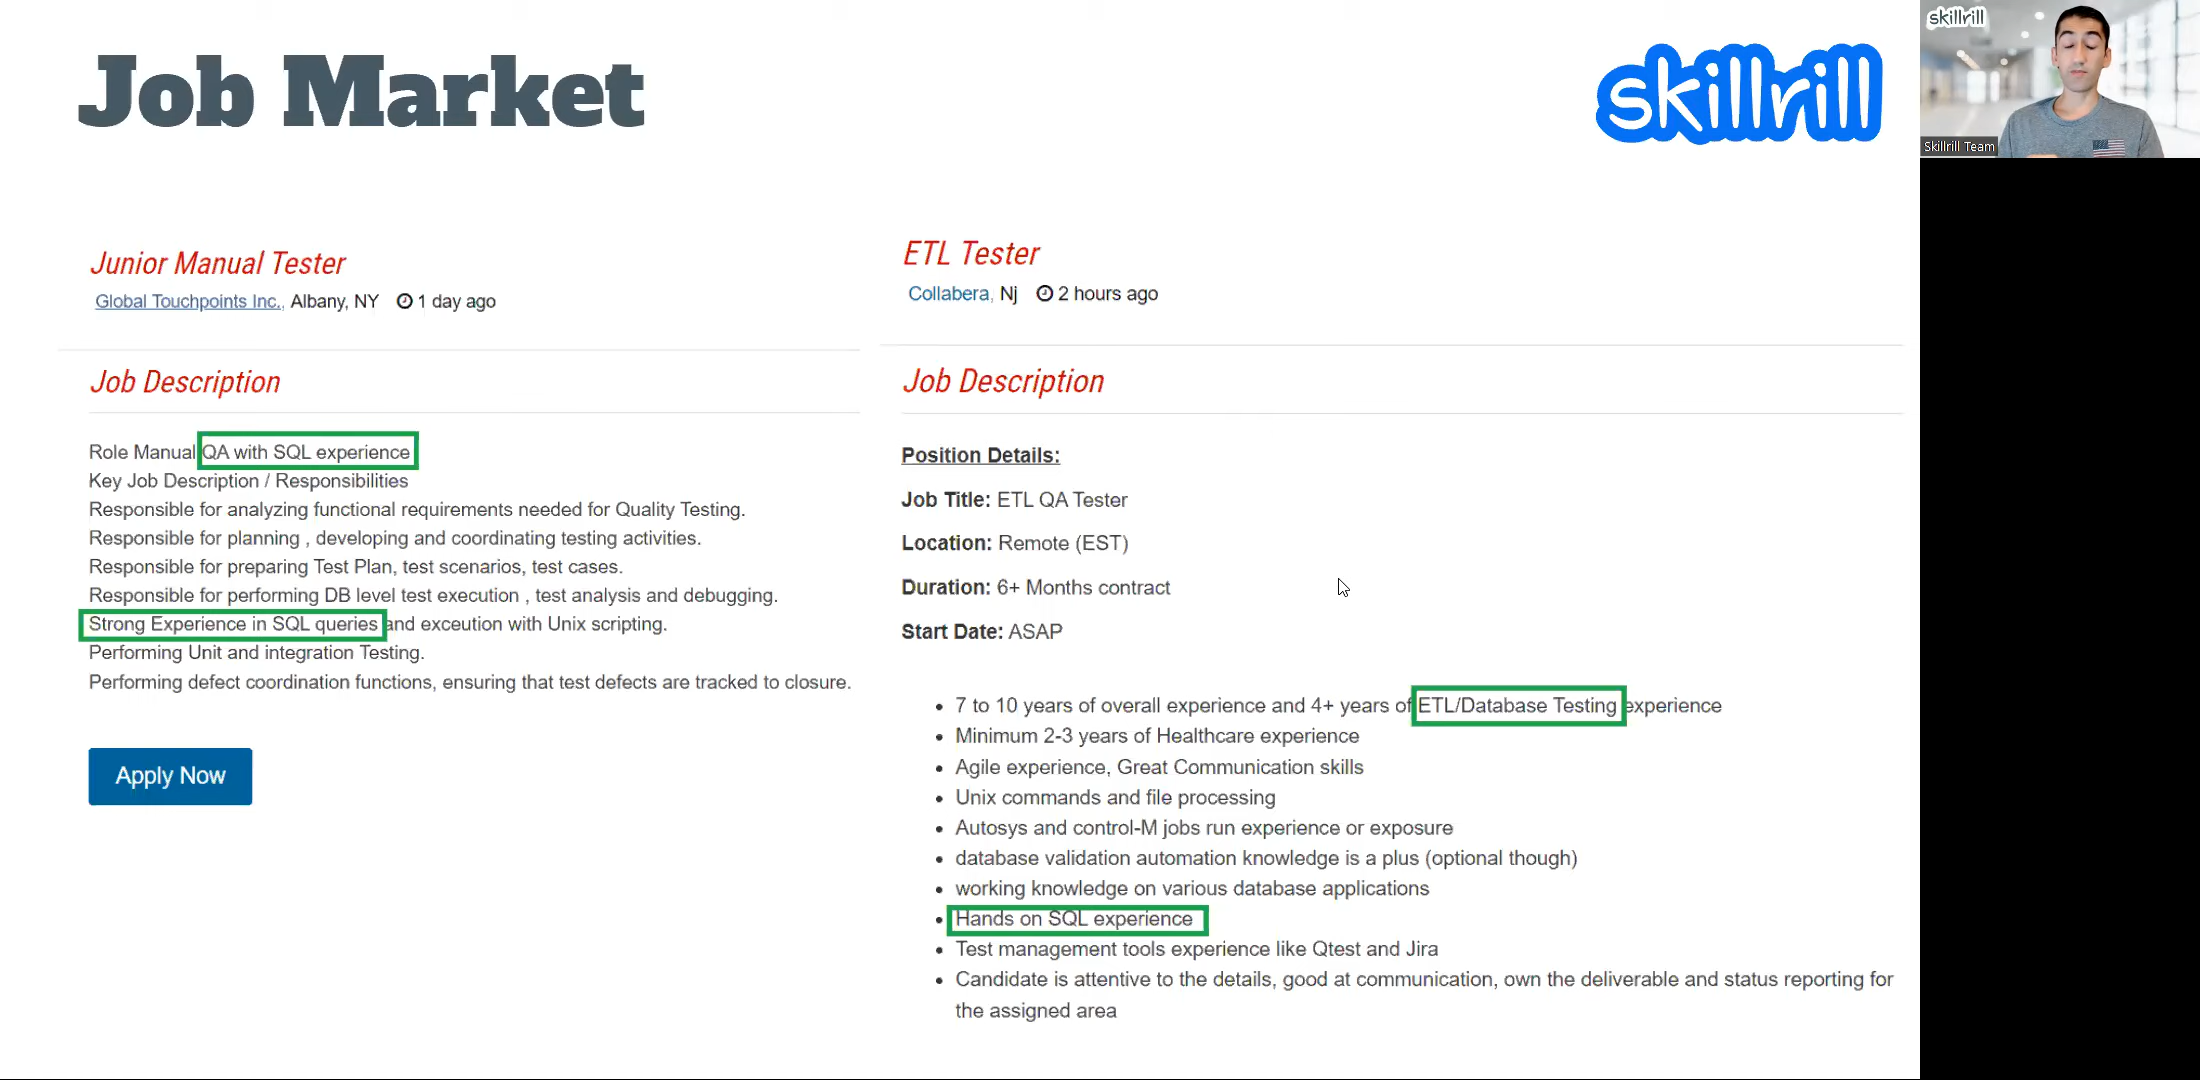 Job Market
skillrill
skillrill
Skillrill Team
Junior Manual Tester
Global Touchpoints Inc., Albany, NY 1 day ago
Job Description
Role Manual QA with SQL experience
Key Job Description / Responsibilities
Responsible for analyzing functional requirements needed for Quality Testing.
Responsible for planning , developing and coordinating testing activities.
Responsible for preparing Test Plan, test scenarios, test cases.
Responsible for performing DB level test execution , test analysis and debugging.
Strong Experience in SQL queries and exceution with Unix scripting.
Performing Unit and integration Testing.
Performing defect coordination functions, ensuring that test defects are tracked to closure.
Apply Now
ETL Tester
Collabera, Nj 2 hours ago
Job Description
Position Details:
Job Title: ETL QA Tester
Location: Remote (EST)
Duration: 6+ Months contract
Start Date: ASAP
• 7 to 10 years of overall experience and 4+ years of ETL/Database Testing experience
• Minimum 2-3 years of Healthcare experience
• Agile experience, Great Communication skills
• Unix commands and file processing
• Autosys and control-M jobs run experience or exposure
• database validation automation knowledge is a plus (optional though)
• working knowledge on various database applications
• Hands on SQL experience
• Test management tools experience like Qtest and Jira
• Candidate is attentive to the details, good at communication, own the deliverable and status reporting for
the assigned area